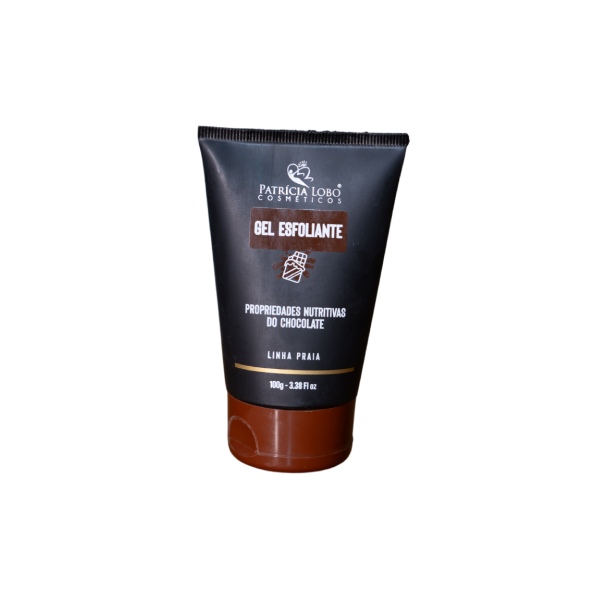 PATRÍCIA LOBO®
COSMÉTICOS
GEL ESFOLIANTE
PROPRIEDADES NUTRITIVAS
DO CHOCOLATE
LINHA PRAIA
100g - 3.38 Fl oz